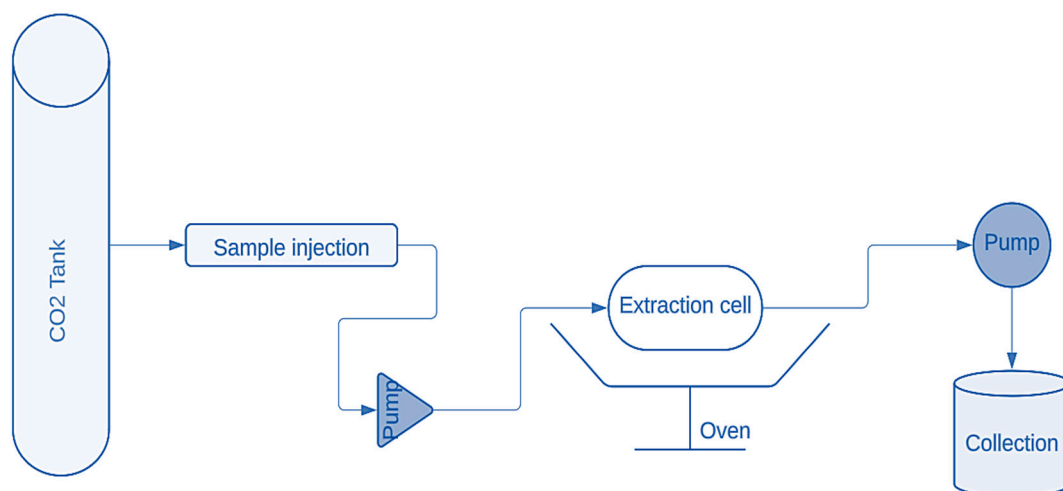 CO2 Tank
Sample injection
Pump
Extraction cell
Oven
Pump
Collection